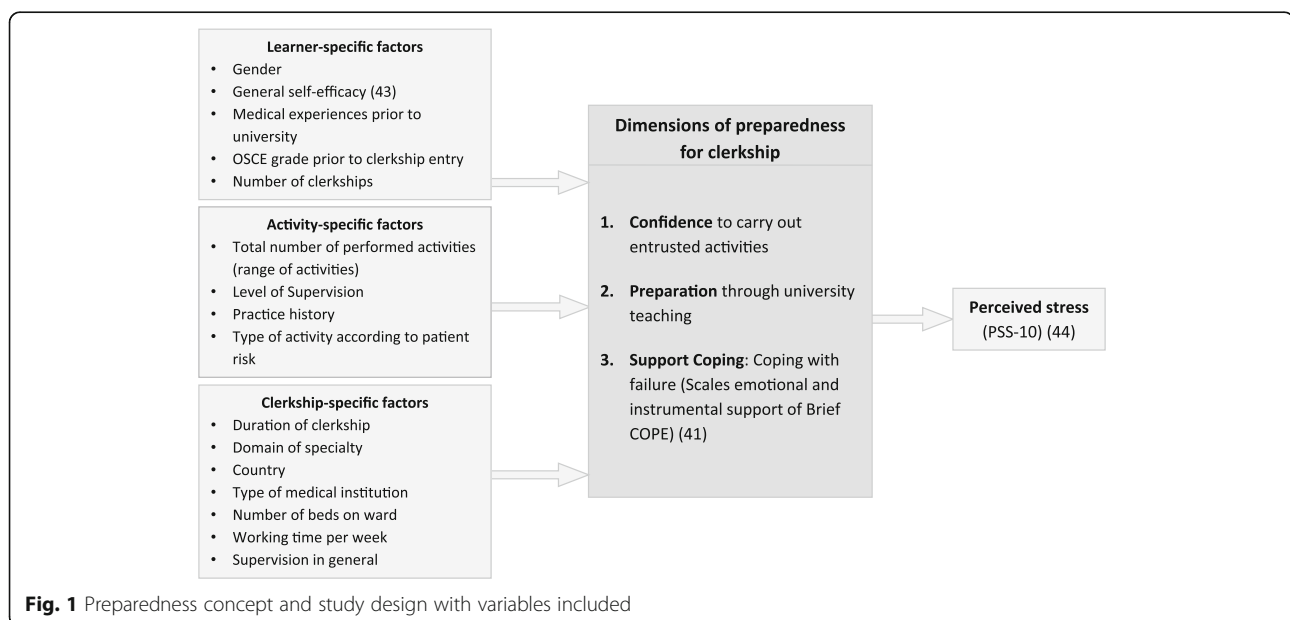 Learner-specific factors
• Gender
• General self-efficacy (43)
• Medical experiences prior to
university
• OSCE grade prior to clerkship entry
• Number of clerkships
Activity-specific factors
• Total number of performed activities
(range of activities)
• Level of Supervision
• Practice history
• Type of activity according to patient
risk
Clerkship-specific factors
• Duration of clerkship
• Domain of specialty
• Country
• Type of medical institution
• Number of beds on ward
• Working time per week
• Supervision in general
Dimensions of preparedness
for clerkship
1. Confidence to carry out
entrusted activities
2. Preparation through university
teaching
3. Support Coping: Coping with
failure (Scales emotional and
instrumental support of Brief
COPE) (41)
Perceived stress
(PSS-10) (44)
Fig. 1 Preparedness concept and study design with variables included